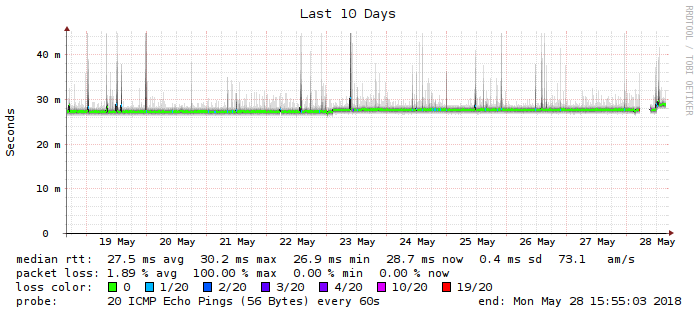 Last 10 Days
RRDTOOL / TOBI OETIKER
Seconds
40 m
30 m
20 m
10 m
0
19 May 20 May 21 May 22 May 23 May 24 May 25 May 26 May 27 May 28 May
median rtt: 27.5 ms avg 30.2 ms max 26.9 ms min 28.7 ms now 0.4 ms sd 73.1 am/s
packet loss: 1.89 % avg 100.00 % max 0.00 % min 0.00 % now
loss color: 0 1/20 2/20 3/20 4/20 10/20 19/20
probe: 20 ICMP Echo Pings (56 Bytes) every 60s end: Mon May 28 15:55:03 2018